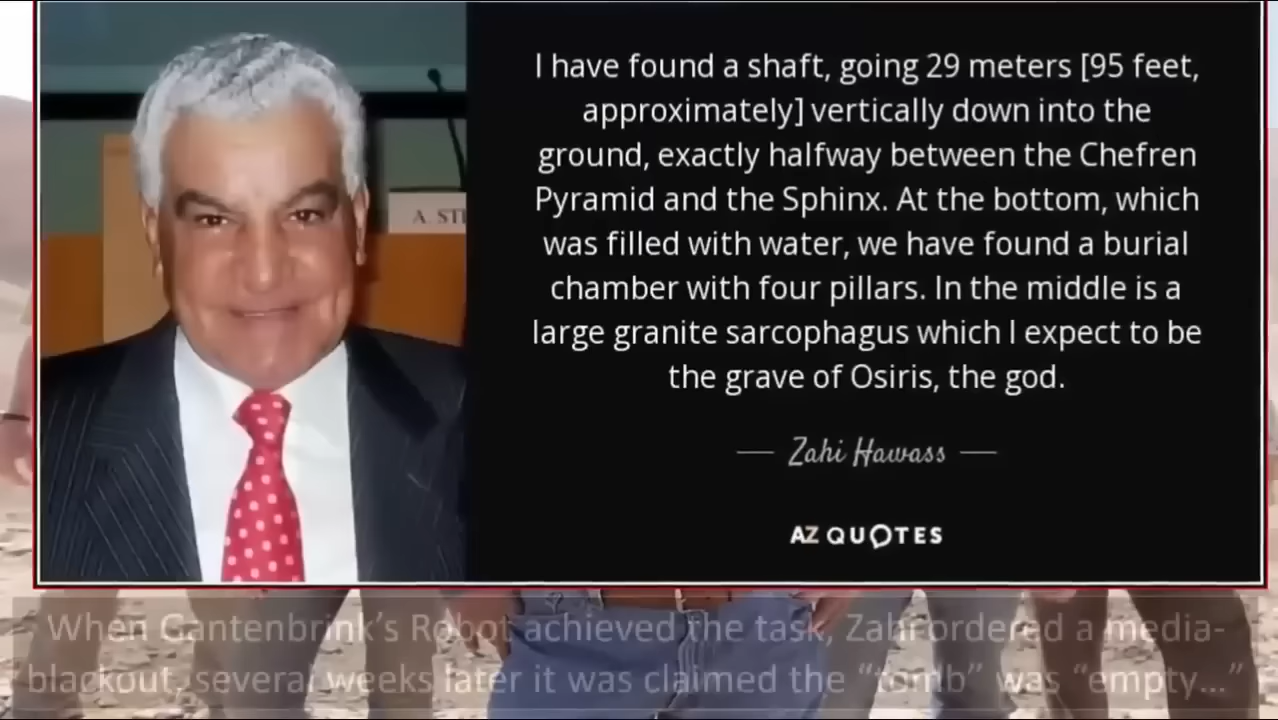 A. STE
I have found a shaft, going 29 meters [95 feet,
approximately] vertically down into the
ground, exactly halfway between the Chefren
Pyramid and the Sphinx. At the bottom, which
was filled with water, we have found a burial
chamber with four pillars. In the middle is a
large granite sarcophagus which I expect to be
the grave of Osiris, the god.
— Zahi Hawass —
AZ QUOTES
When Gantenbrink's Robot achieved the task, Zahi ordered a media-
blackout, several weeks later it was claimed the “tomb” was “empty...”